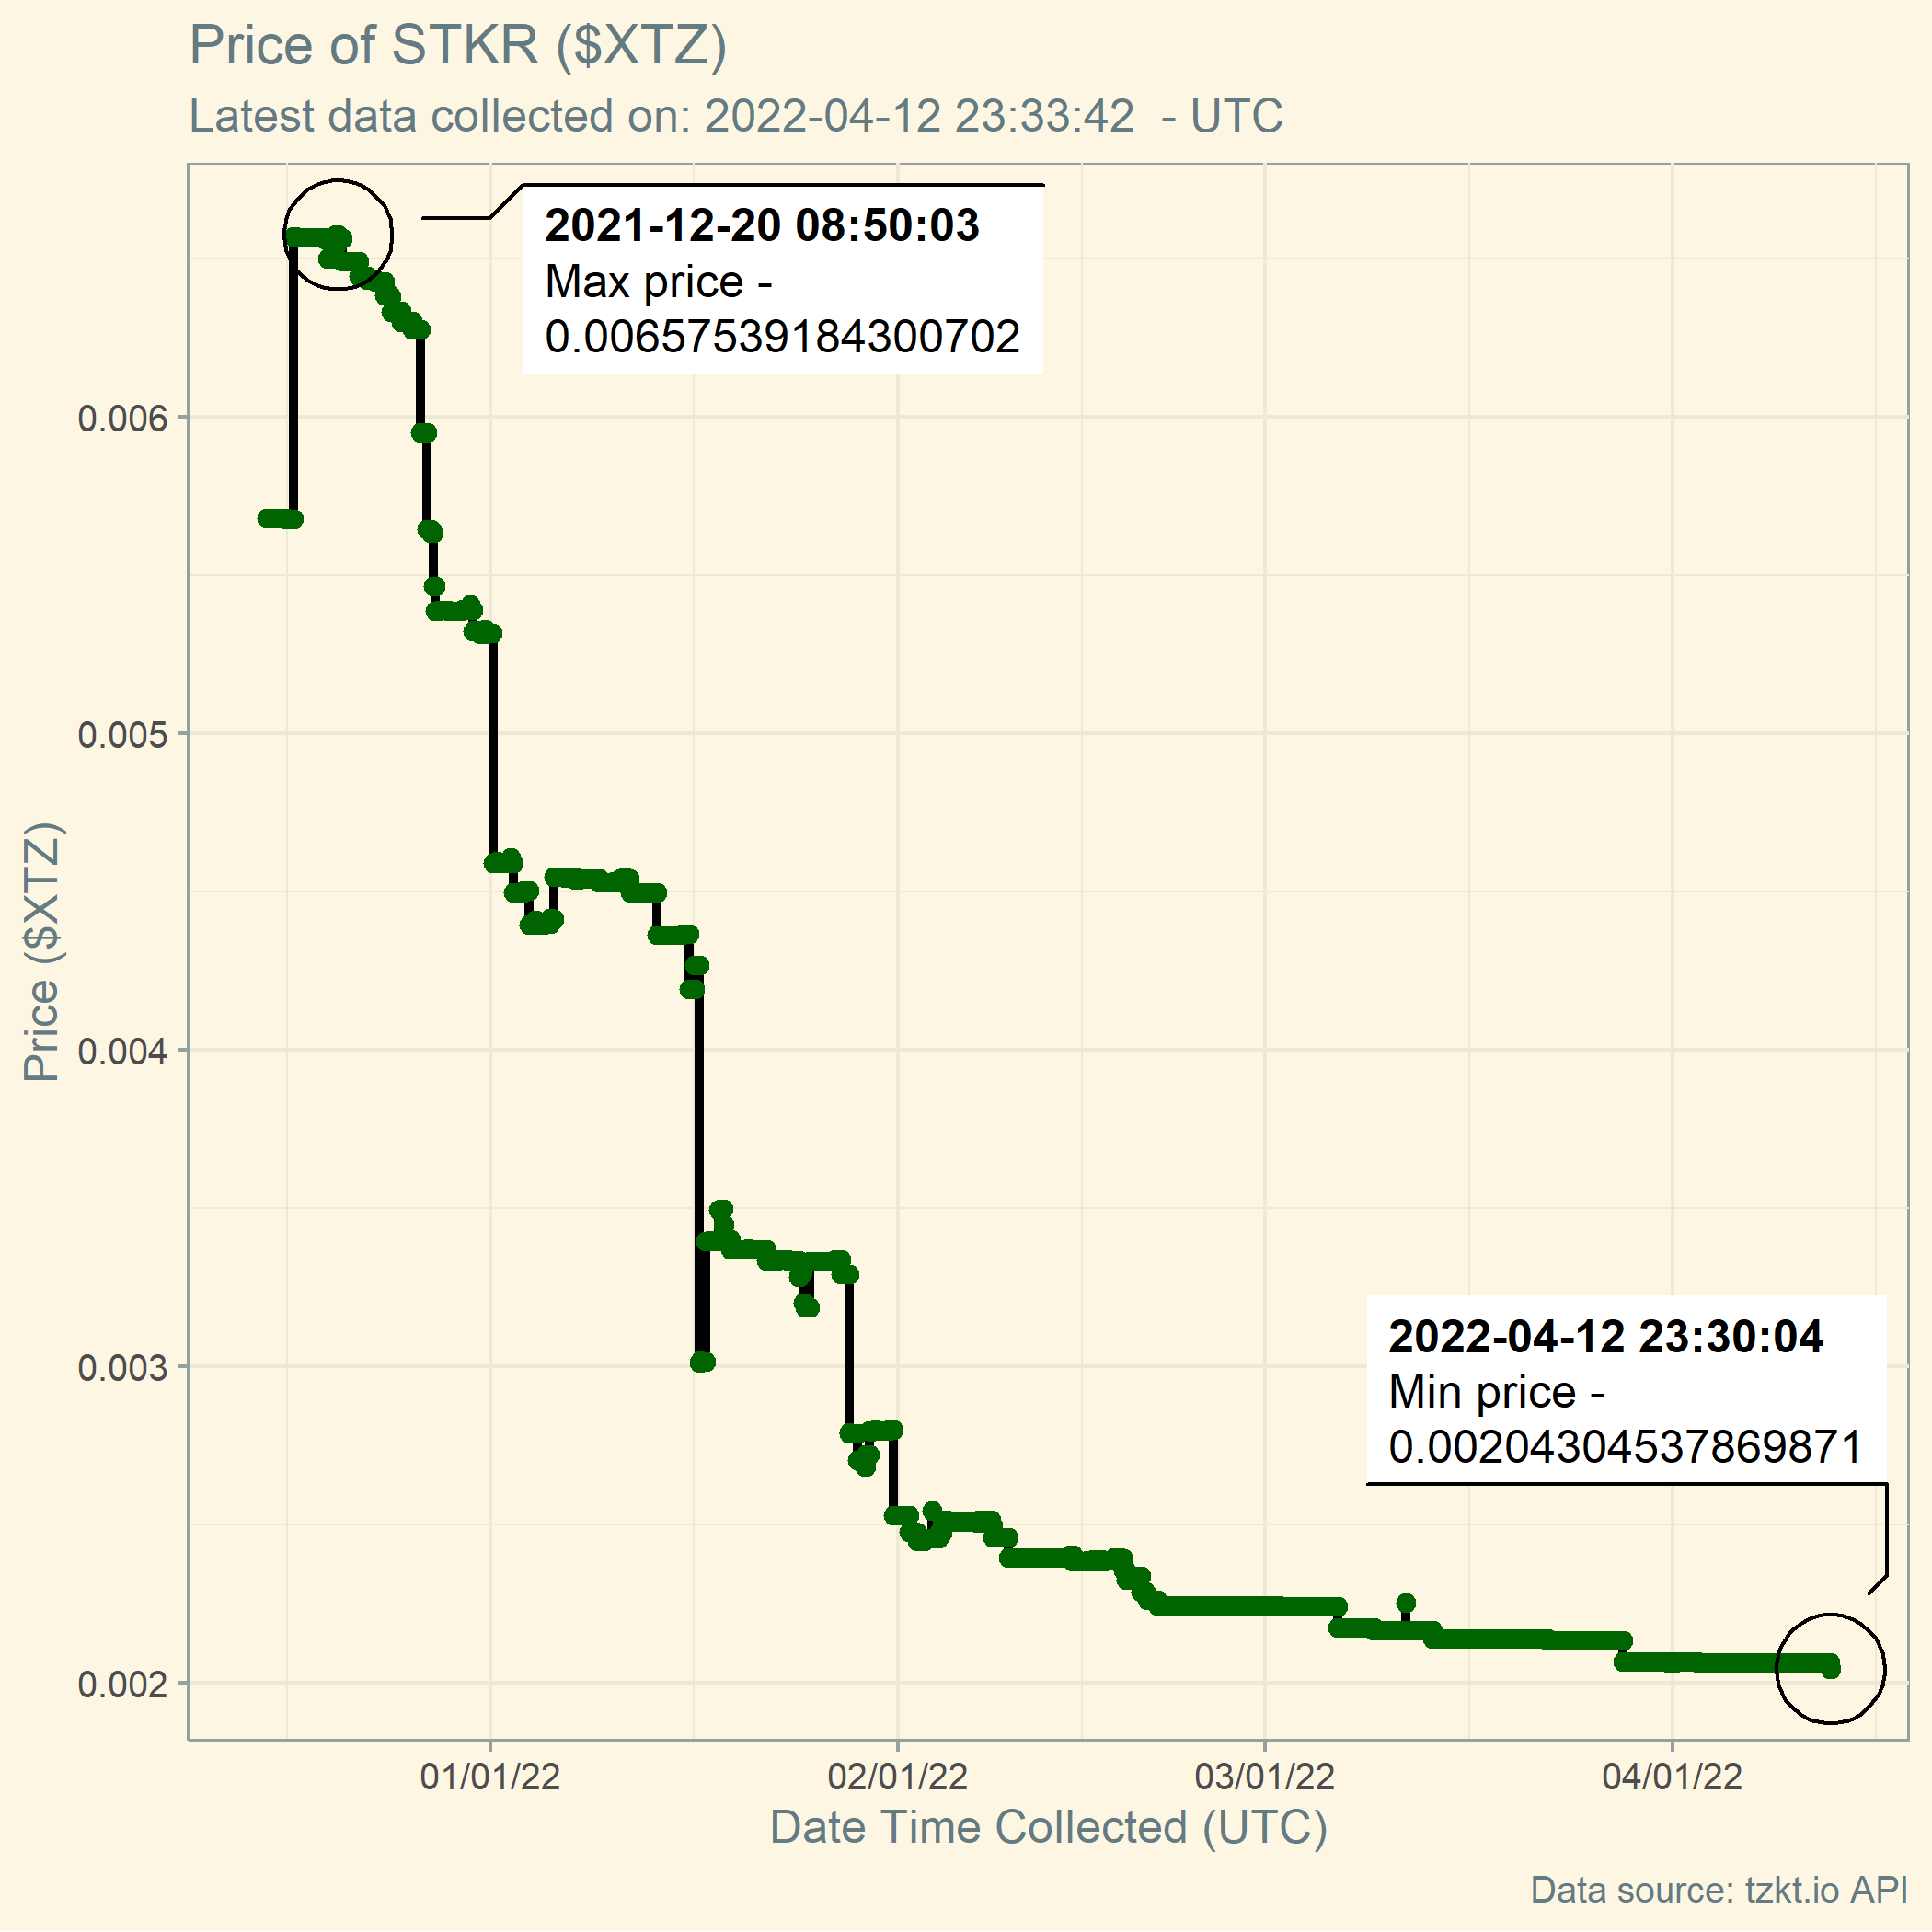 Price of STKR ($XTZ)
Latest data collected on: 2022-04-12 23:33:42  - UTC
2021-12-20 08:50:03
Max price -
0.00657539184300702
0.006
0.005
0.004
0.003
0.002
Price ($XTZ)
2022-04-12 23:30:04
Min price -
0.00204304537869871
01/01/22
02/01/22
03/01/22
04/01/22
Date Time Collected (UTC)
Data source: tzkt.io API